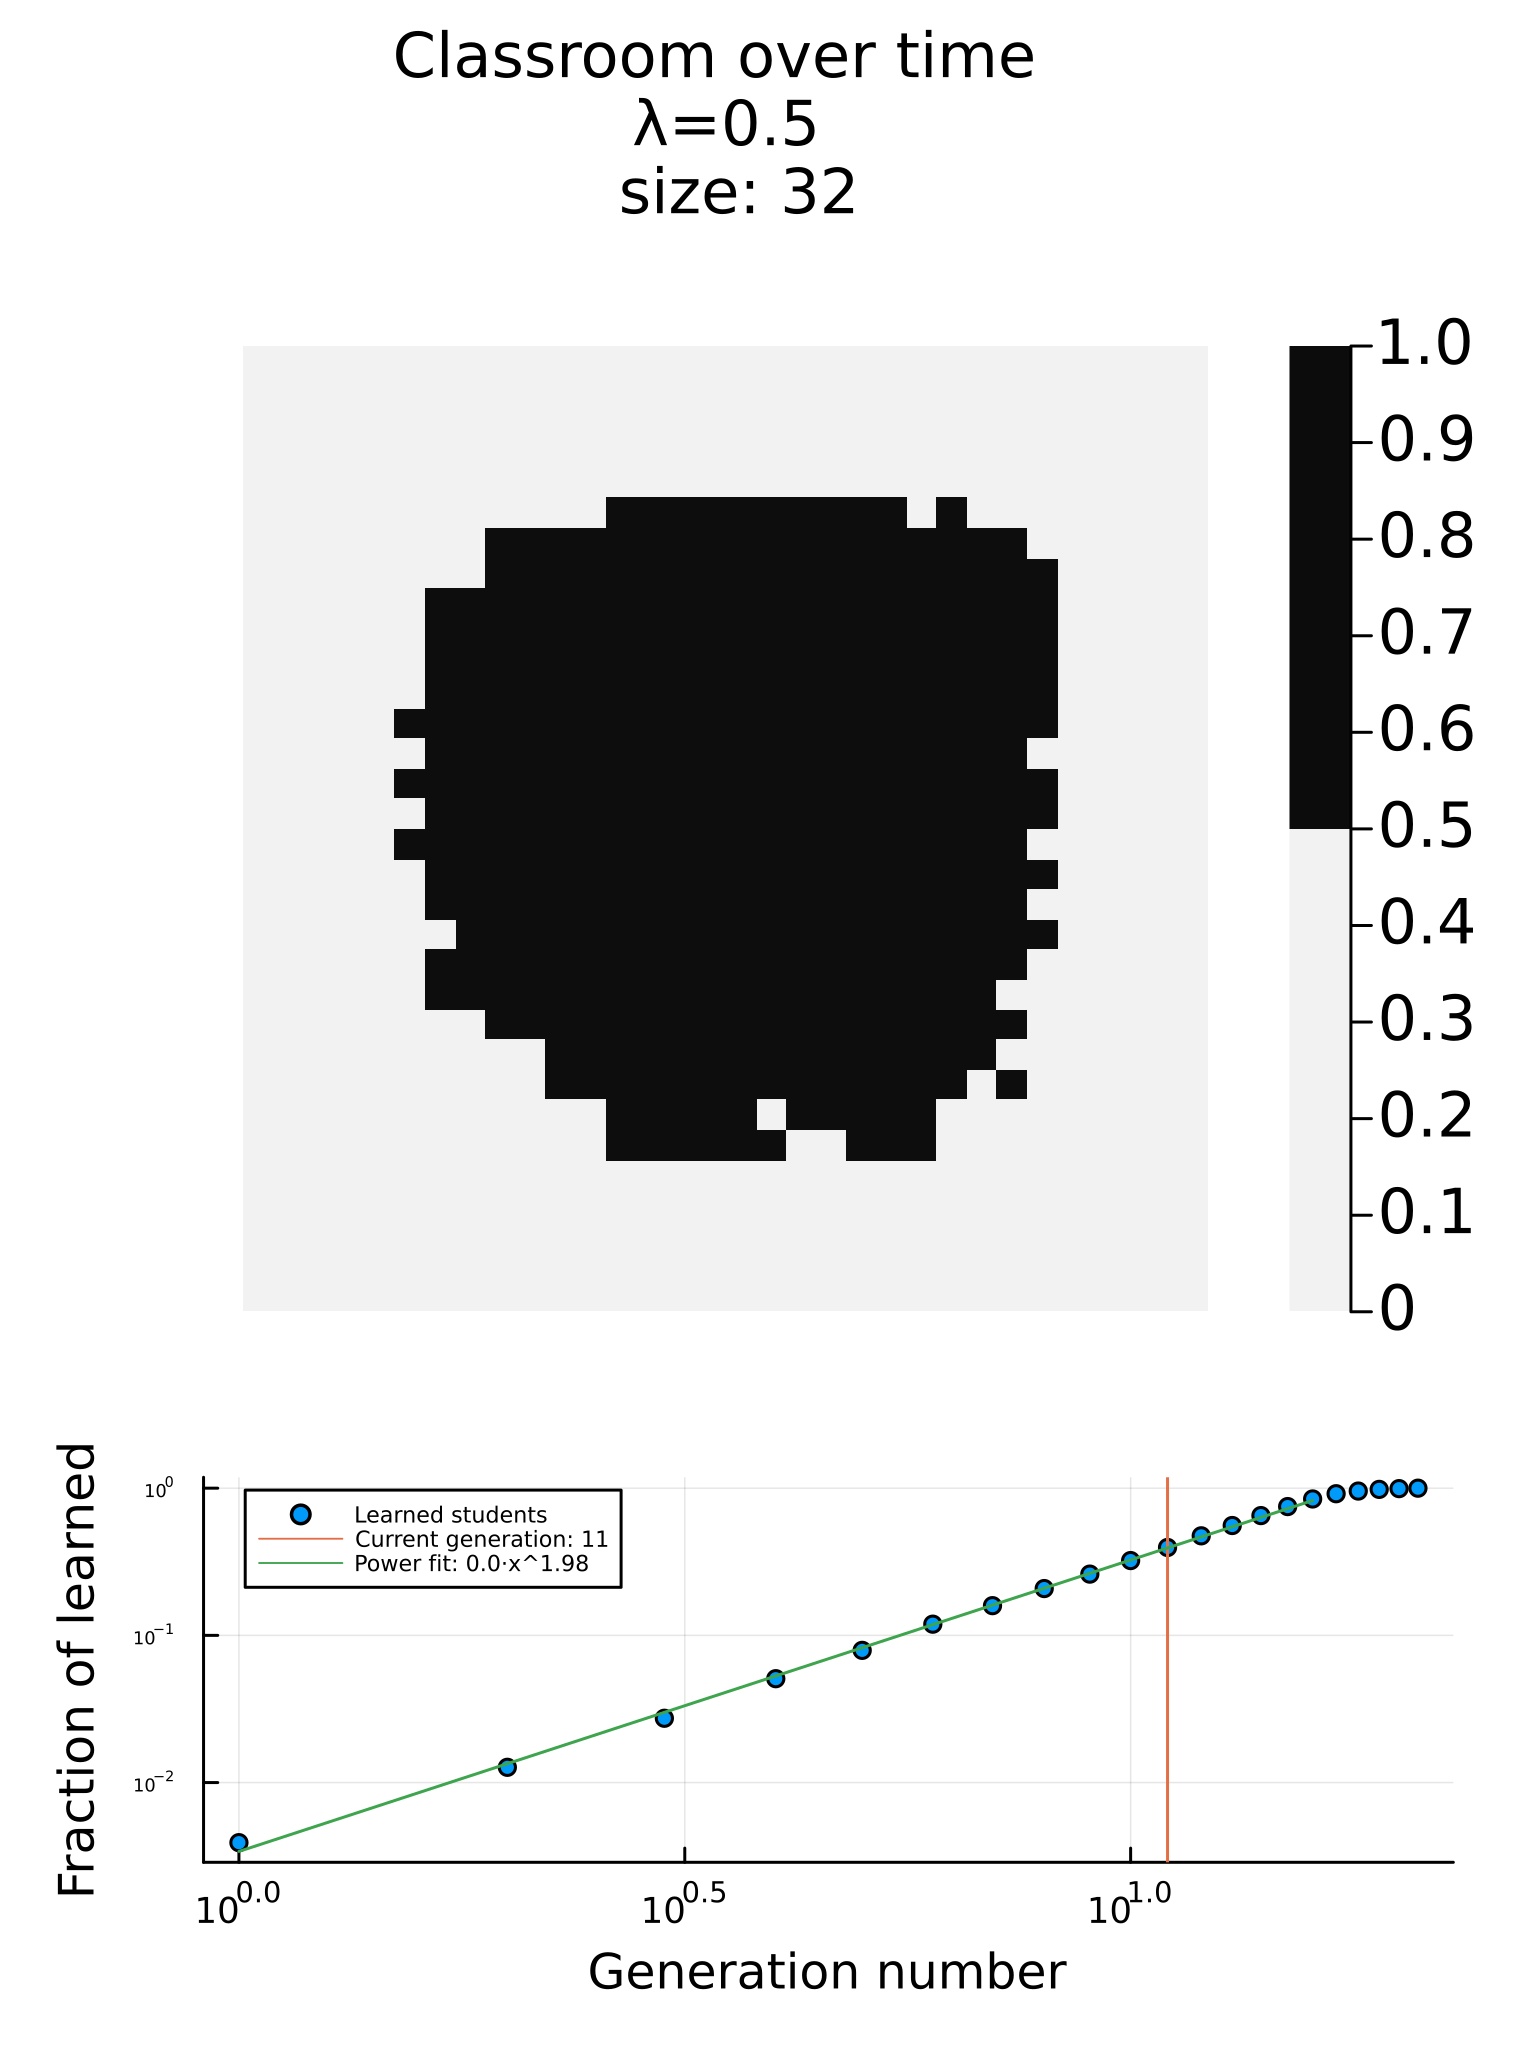 Classroom over time
λ=0.5
size: 32
1.0
0.9
0.8
0.7
0.6
0.5
0.4
0.3
0.2
0.1
0
Fraction of learned
10^0
10^-1
10^-2
Learned students
Current generation: 11
Power fit: 0.0·x^1.98
10^0.0 10^0.5 10^1.0
Generation number